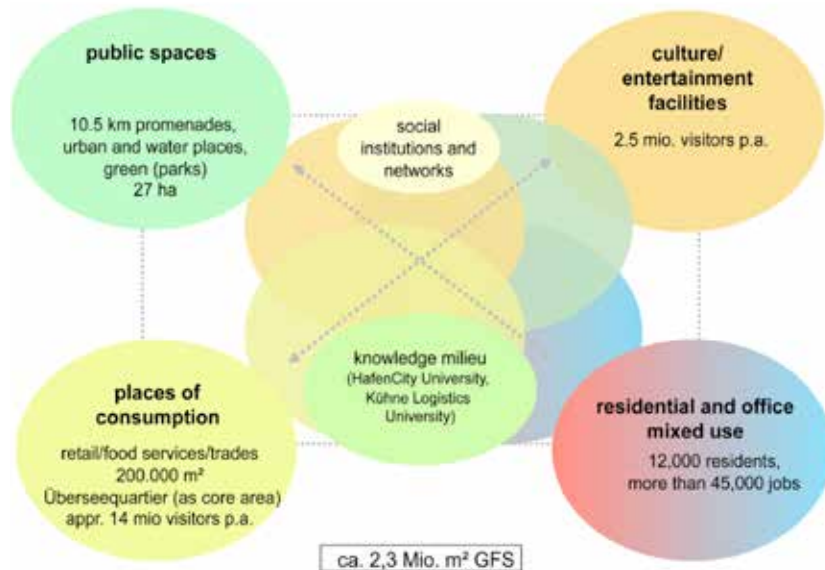 public spaces
10.5 km promenades,
urban and water places,
green (parks)
27 ha
culture/
entertainment
facilities
2.5 mio. visitors p.a.
social
institutions and
networks
knowledge milieu
(HafenCity University,
Kühne Logistics
University)
places of
consumption
retail/food services/trades
200.000 m²
Überseequartier (as core area)
appr. 14 mio visitors p.a.
residential and office
mixed use
12,000 residents,
more than 45,000 jobs
ca. 2,3 Mio. m² GFS